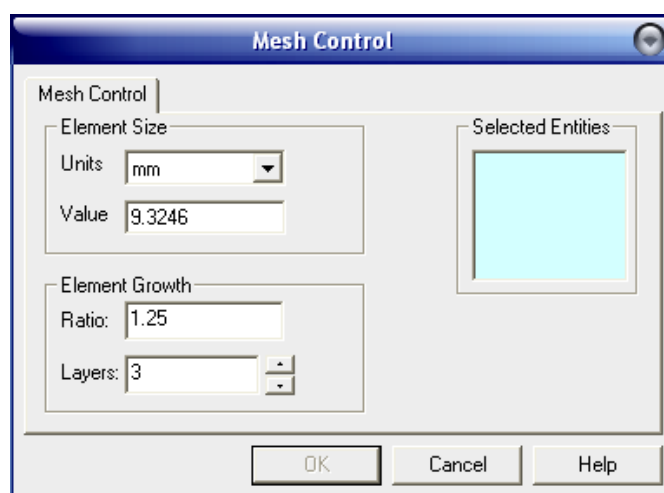 Mesh Control
Mesh Control
Element Size
Units mm
Value 9.3246
Selected Entities
Element Growth
Ratio: 1.25
Layers: 3
OK Cancel Help